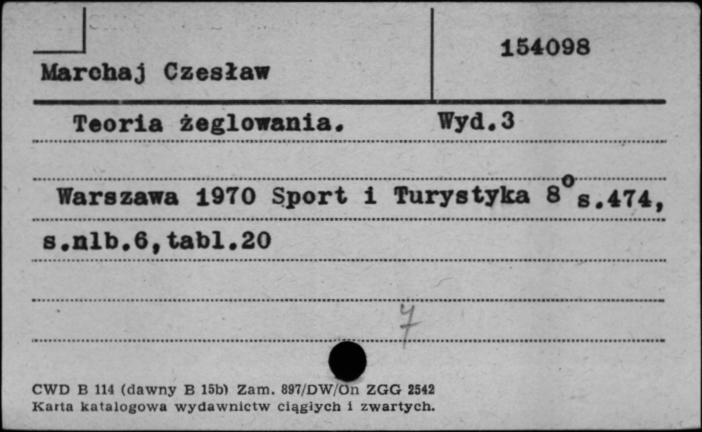 154098
Marchaj Czesław
Teoria żeglowania. Wyd.3
Warszawa 1970 Sport i Turystyka 8° s.474,
s.nlb.6,tabl.20
7
CWD B 114 (dawny B 15b) Zam. 897/DW/On ZGG 2542
Karta katalogowa wydawnictw ciągłych i zwartych.